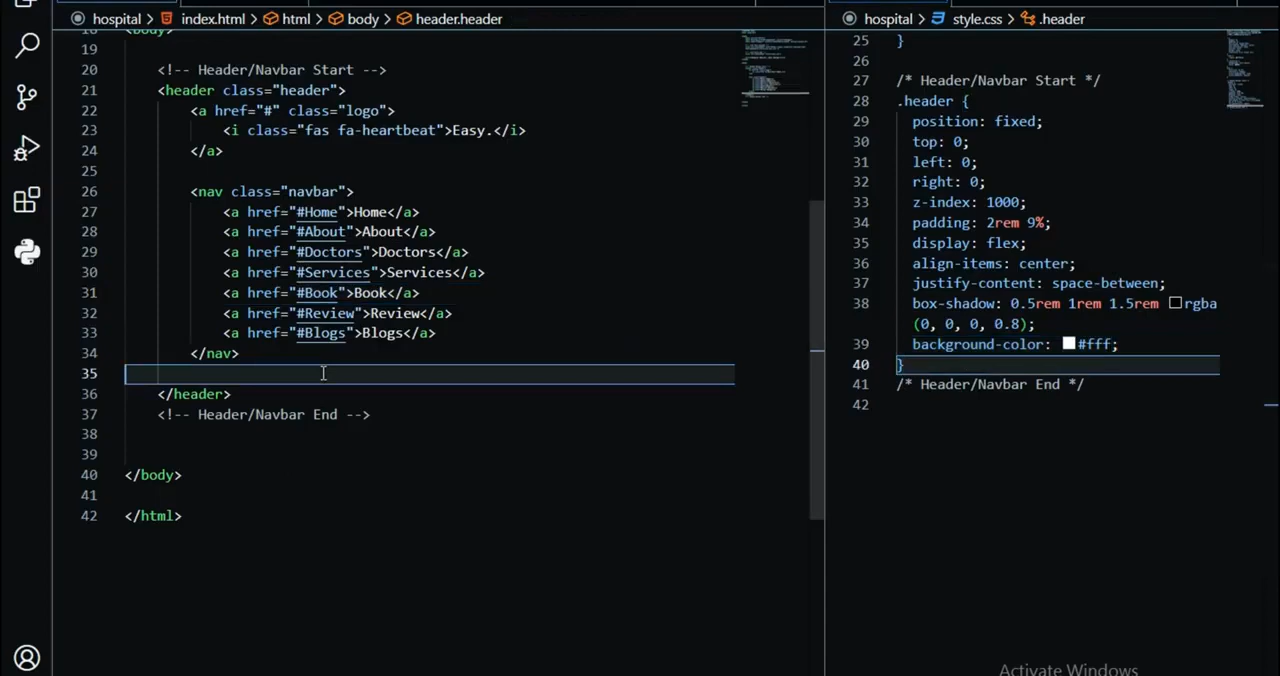 hospital > index.html > html > body > header.header
18 <body>
19
20 <!-- Header/Navbar Start -->
21 <header class="header">
22 <a href="#" class="logo">
23 <i class="fas fa-heartbeat">Easy.</i>
24 </a>
25
26 <nav class="navbar">
27 <a href="#Home">Home</a>
28 <a href="#About">About</a>
29 <a href="#Doctors">Doctors</a>
30 <a href="#Services">Services</a>
31 <a href="#Book">Book</a>
32 <a href="#Review">Review</a>
33 <a href="#Blogs">Blogs</a>
34 </nav>
35
36 </header>
37 <!-- Header/Navbar End -->
38
39
40 </body>
41
42 </html>
hospital > style.css > .header
25 }
26
27 /* Header/Navbar Start */
28 .header {
29 position: fixed;
30 top: 0;
31 left: 0;
32 right: 0;
33 z-index: 1000;
34 padding: 2rem 9%;
35 display: flex;
36 align-items: center;
37 justify-content: space-between;
38 box-shadow: 0.5rem 1rem 1.5rem rgba
(0, 0, 0, 0.8);
39 background-color: #fff;
40 }
41 /* Header/Navbar End */
42
Activate Windows